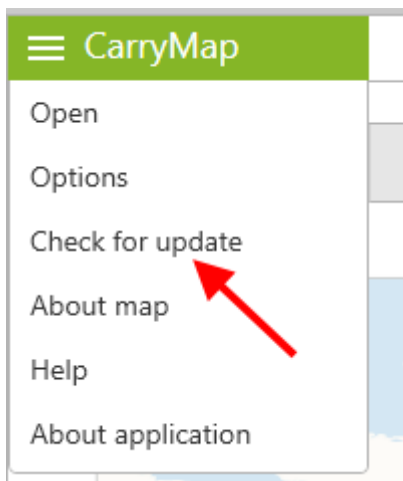 CarryMap
Open
Options
Check for update
About map
Help
About application